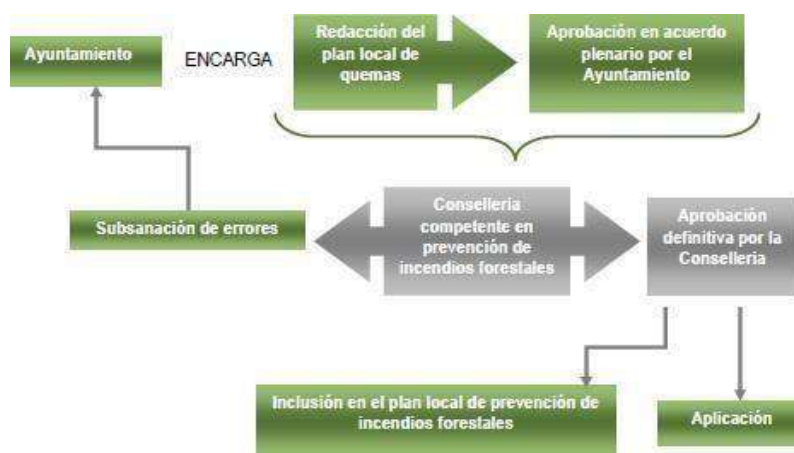 Ayuntamiento
ENCARGA
Redacción del
plan local de
quemas
Aprobación en acuerdo
plenario por el
Ayuntamiento
Subsanación de errores
Conselleria
competente en
prevención de
incendios forestales
Aprobación
definitiva por la
Conselleria
Inclusión en el plan local de prevención de
incendios forestales
Aplicación